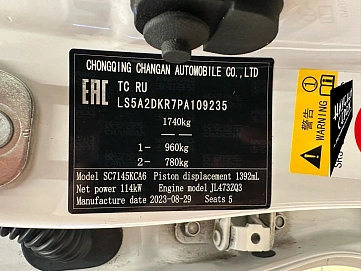 CHONGQING CHANGAN AUTOMOBILE CO.,LTD
EAC TC RU
LS5A2DKR7PA109235
1740kg
1- 960kg
2- 780kg
Model SC7145KCA6 Piston displacement 1392mL
Net power 114kW Engine model JL473ZQ3
Manufacture date 2023-08-29 Seats 5
警告
WARNING